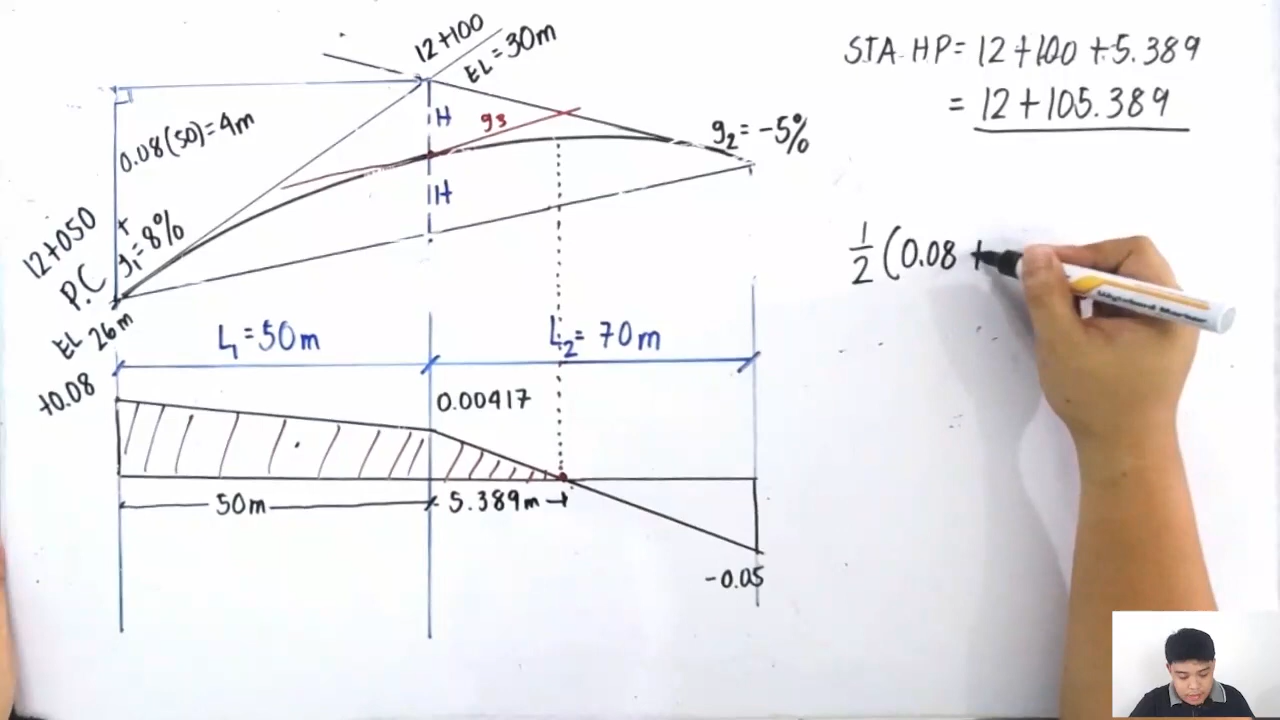 12+100
EL = 30m
0.08(50) = 4m
H
g3
H
g2 = -5%
12+050
P.C
+
g1 = 8%
EL 26m
L1 = 50m
L2 = 70m
+0.08
0.00417
50m
5.389m
-0.05
STA HP = 12+100 + 5.389
= 12+105.389
1/2 (0.08 +
Whiteboard Marker